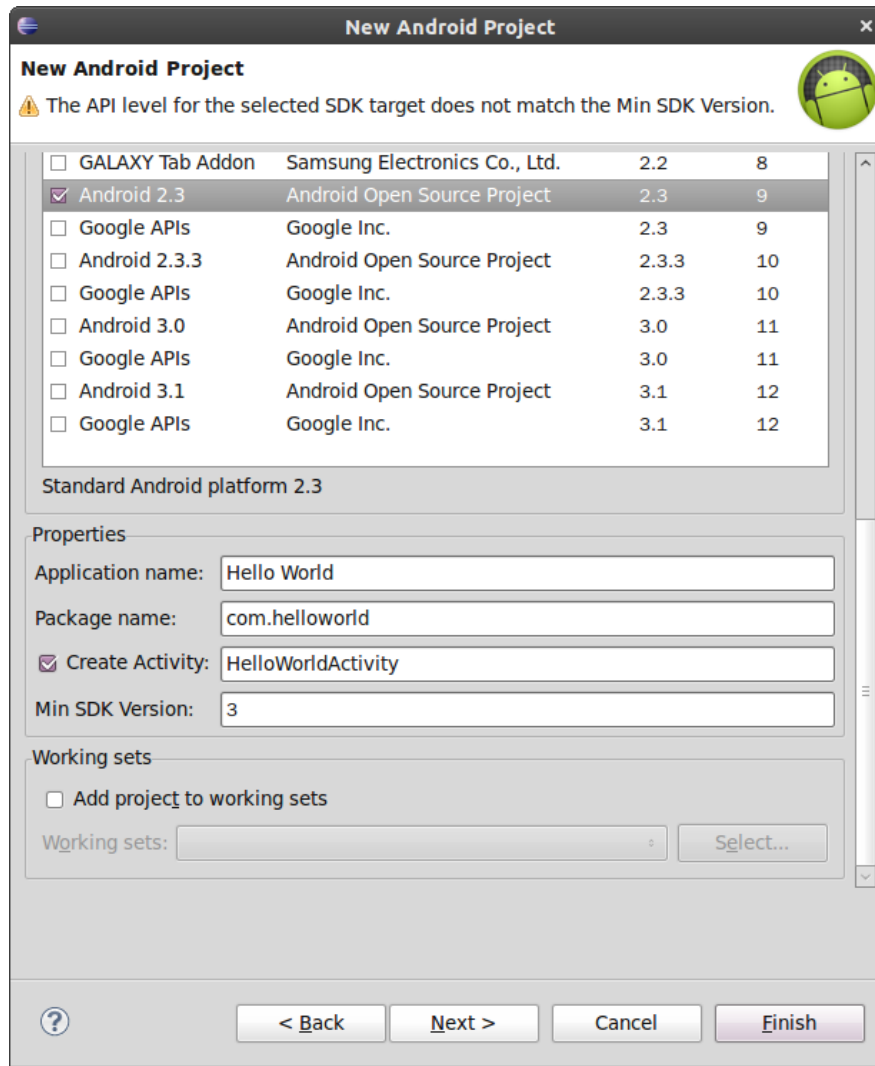 New Android Project
New Android Project
The API level for the selected SDK target does not match the Min SDK Version.
GALAXY Tab Addon Samsung Electronics Co., Ltd. 2.2 8
Android 2.3 Android Open Source Project 2.3 9
Google APIs Google Inc. 2.3 9
Android 2.3.3 Android Open Source Project 2.3.3 10
Google APIs Google Inc. 2.3.3 10
Android 3.0 Android Open Source Project 3.0 11
Google APIs Google Inc. 3.0 11
Android 3.1 Android Open Source Project 3.1 12
Google APIs Google Inc. 3.1 12
Standard Android platform 2.3
Properties
Application name: Hello World
Package name: com.helloworld
Create Activity: HelloWorldActivity
Min SDK Version: 3
Working sets
Add project to working sets
Working sets: Select...
? < Back Next > Cancel Finish